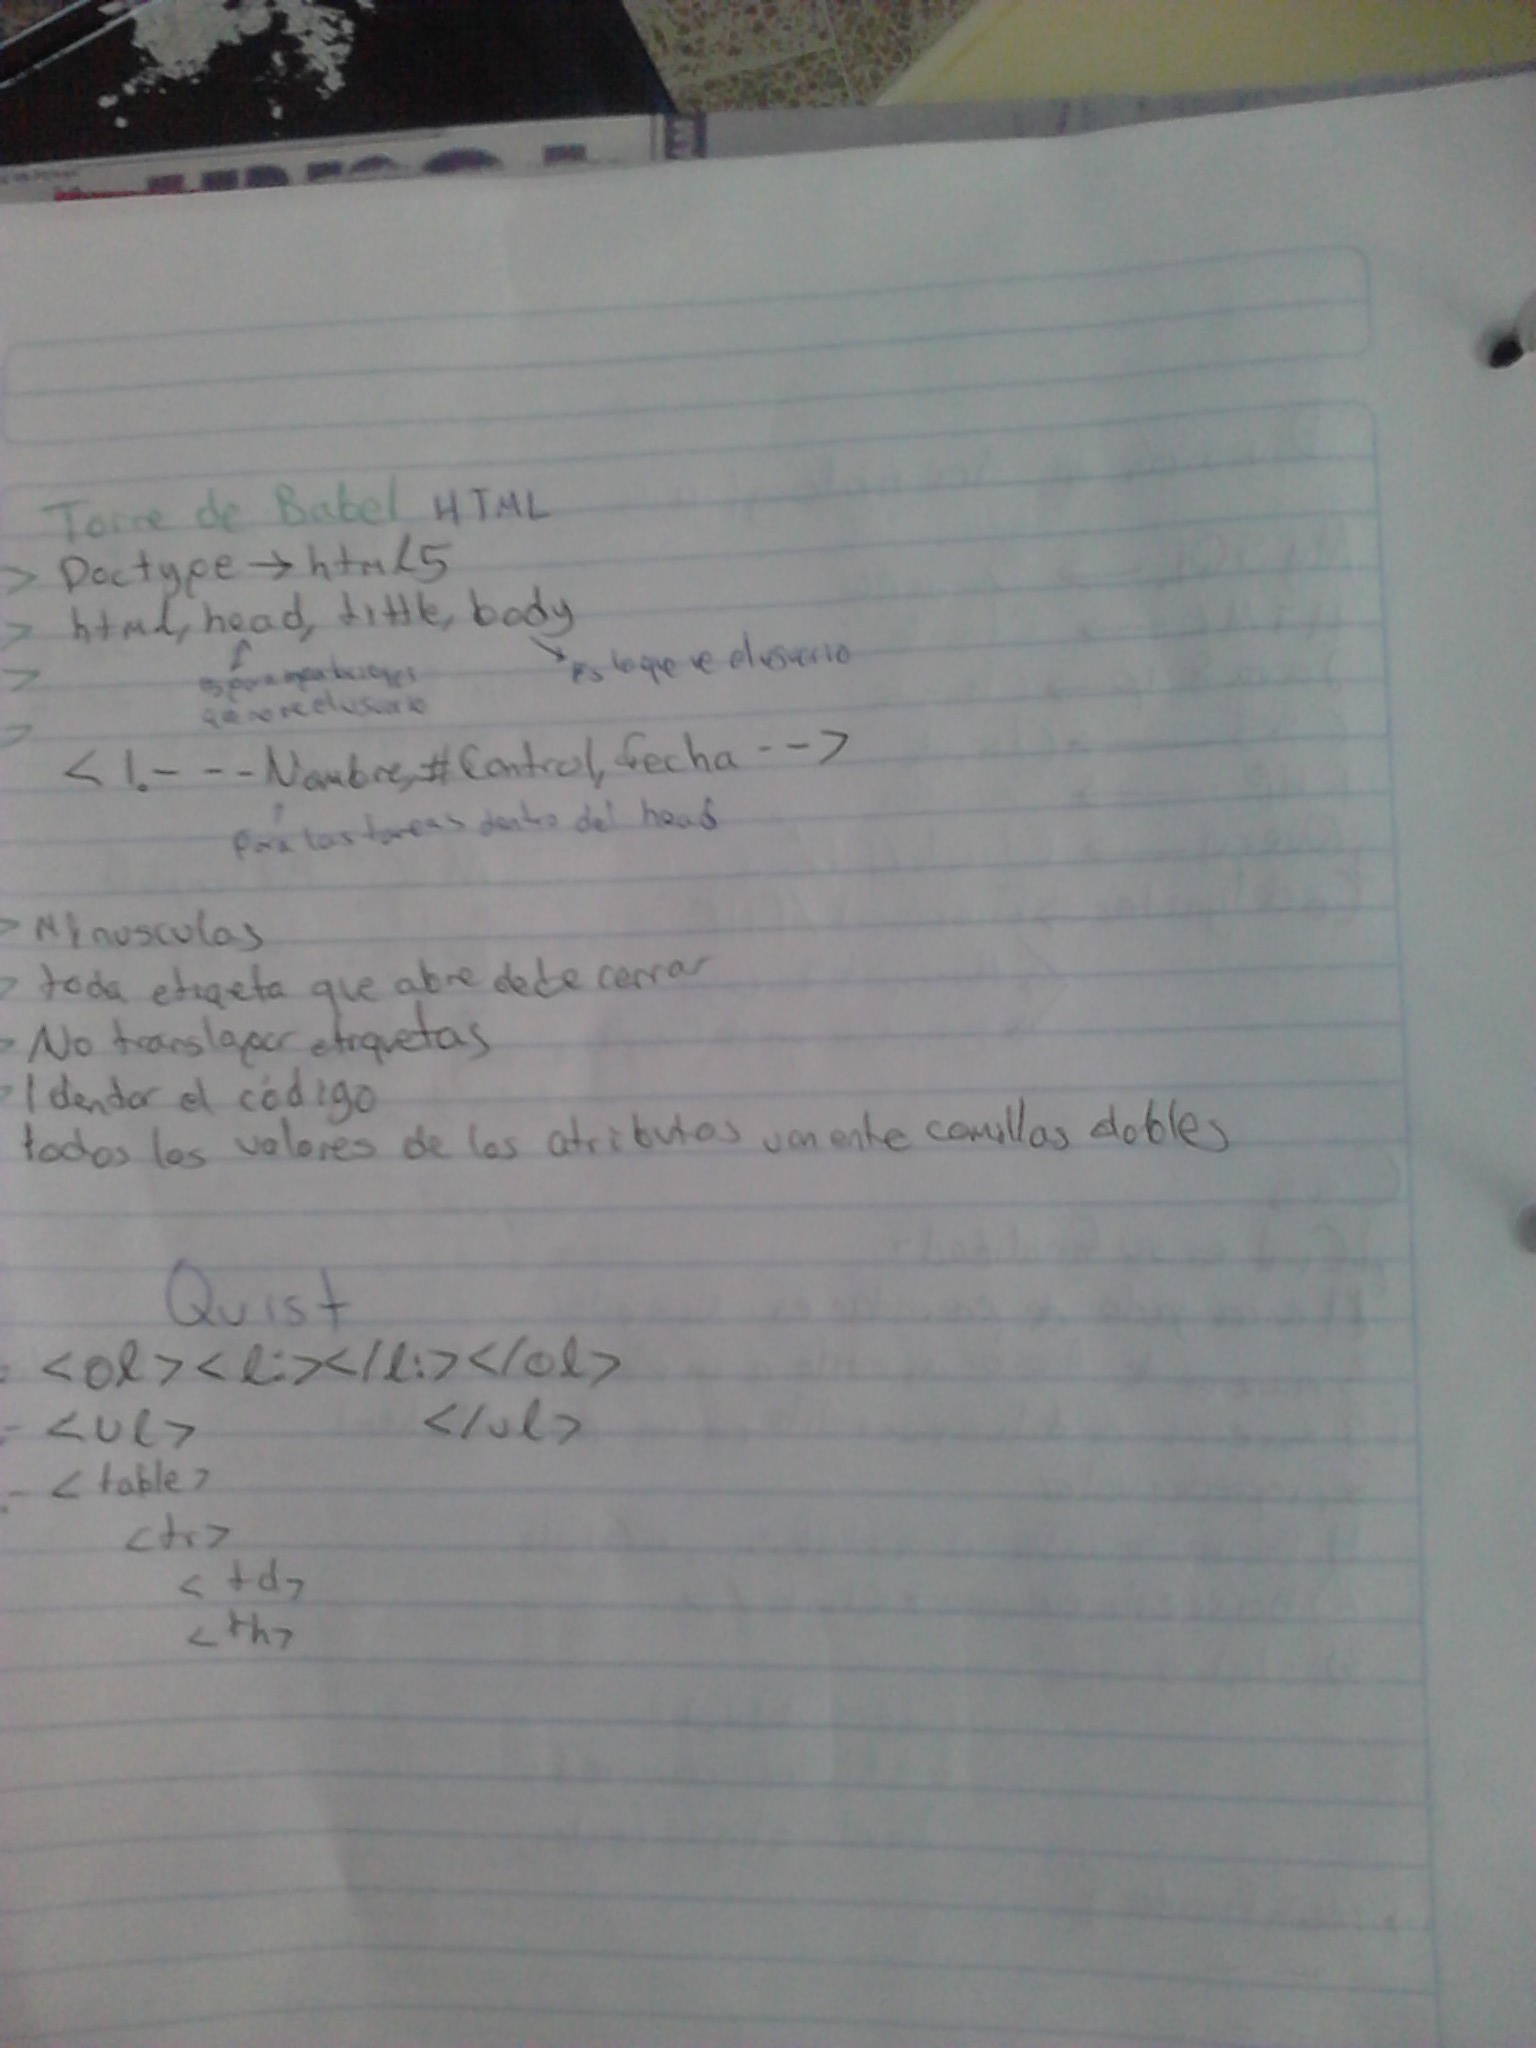 Torre de Babel HTML
> Doctype → html5
> html, head, tittle, body
> es lo que ve el usuario
es para
que no ve el usuario
>
<!- - - Nombre, #Control, fecha - - >
para las tareas dentro del head
> Minusculas
> toda etiqueta que abre debe cerrar
> No translapar etiquetas
> Identar el código
todos los valores de los atributos van entre comillas dobles
Quist
<ol><li></li></ol>
- <ul> </ul>
- <table>
<tr>
<td>
<th>